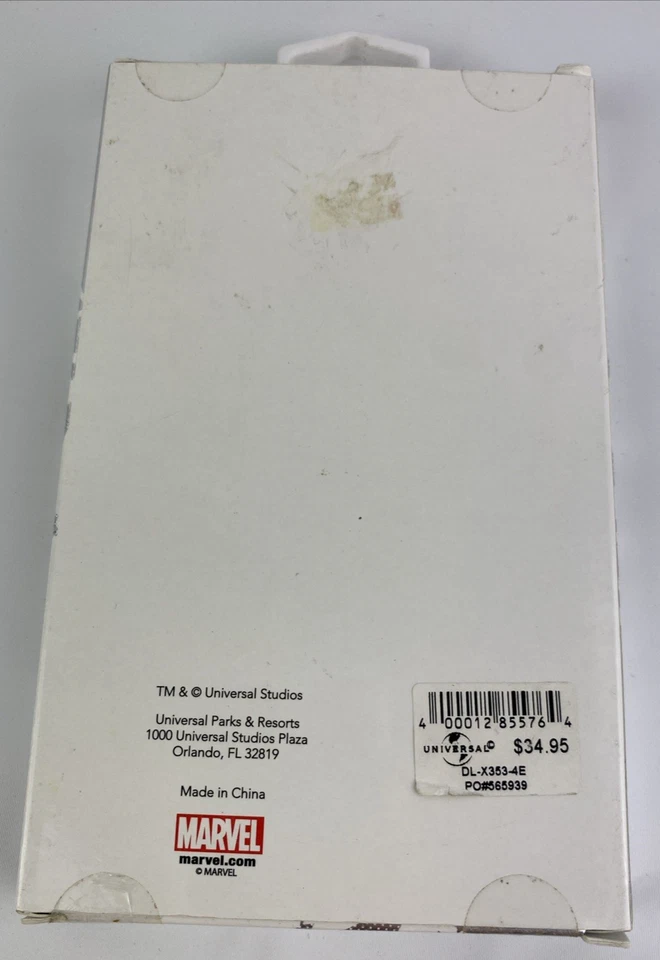 TM & © Universal Studios
Universal Parks & Resorts
1000 Universal Studios Plaza
Orlando, FL 32819
Made in China
MARVEL
marvel.com
© MARVEL
4 00012 85576 4
UNIVERSAL© $34.95
DL-X353-4E
PO#565939